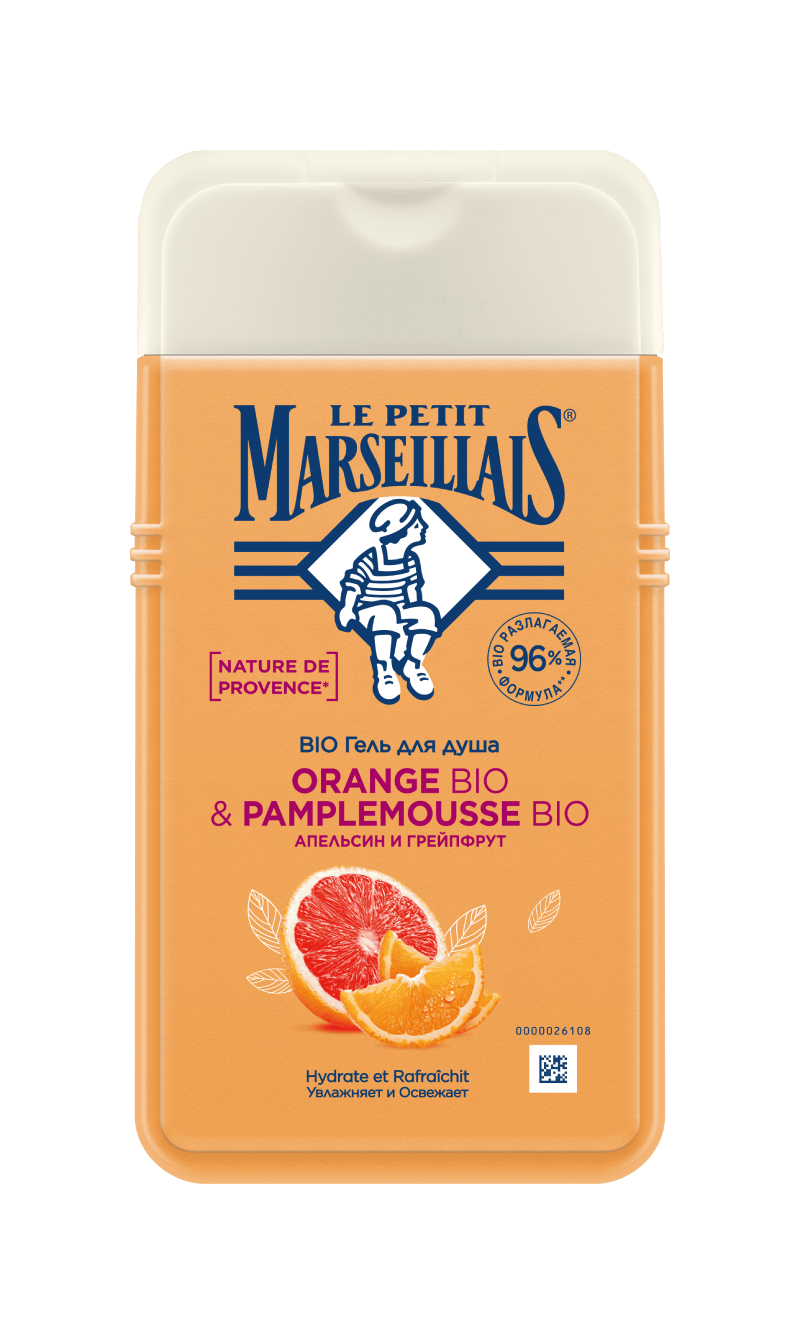 LE PETIT
MARSEILLAIS®
[NATURE DE
PROVENCE*]
• BIO РАЗЛАГАЕМАЯ •
96%
ФОРМУЛА**
BIO Гель для душа
ORANGE BIO
& PAMPLEMOUSSE BIO
АПЕЛЬСИН И ГРЕЙПФРУТ
0000026108
Hydrate et Rafraîchit
Увлажняет и Освежает